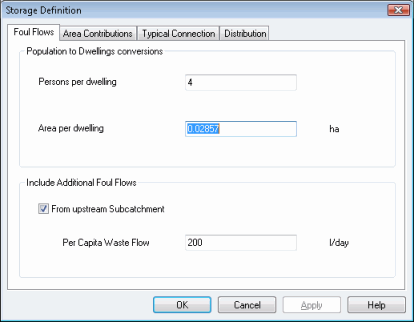 Storage Definition
Foul Flows Area Contributions Typical Connection Distribution
Population to Dwellings conversions
Persons per dwelling 4
Area per dwelling 0.02857 ha
Include Additional Foul Flows
From upstream Subcatchment
Per Capita Waste Flow 200 l/day
OK Cancel Apply Help